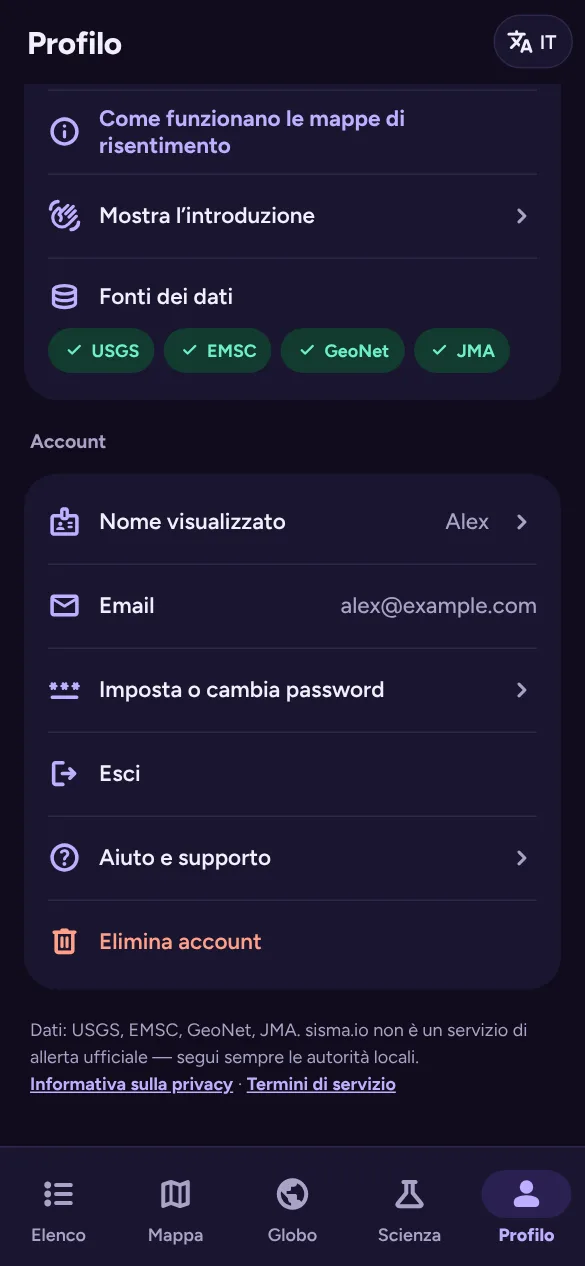 Profilo
IT
Come funzionano le mappe di
risentimento
Mostra l’introduzione
Fonti dei dati
USGS
EMSC
GeoNet
JMA
Account
Nome visualizzato
Alex
Email
alex@example.com
Imposta o cambia password
Esci
Aiuto e supporto
Elimina account
Dati: USGS, EMSC, GeoNet, JMA. sisma.io non è un servizio di
allerta ufficiale — segui sempre le autorità locali.
Informativa sulla privacy · Termini di servizio
Elenco
Mappa
Globo
Scienza
Profilo